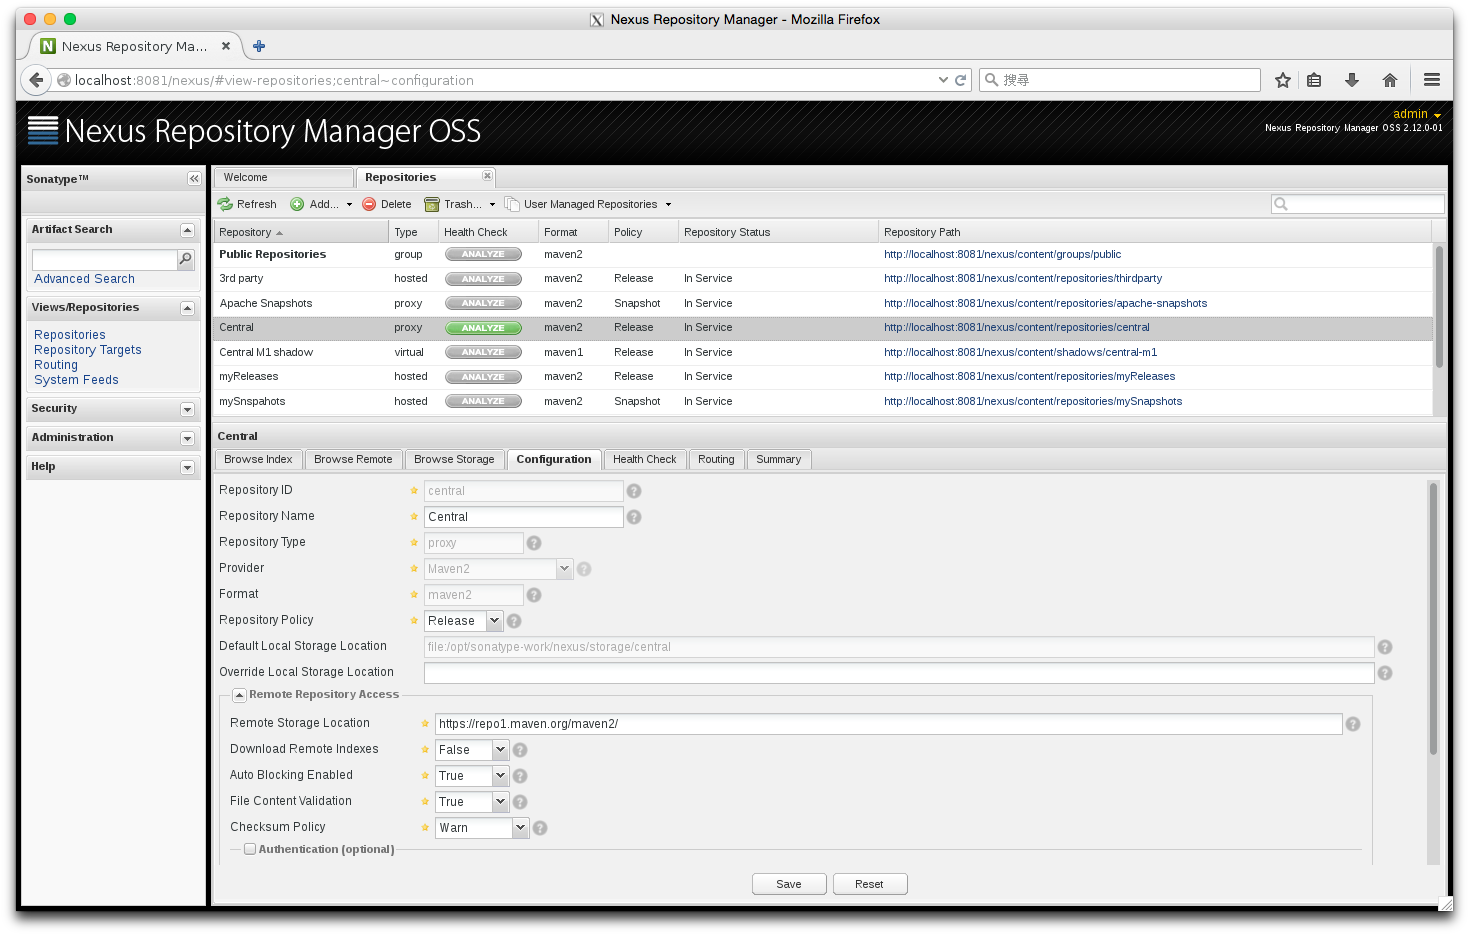 Nexus Repository Manager - Mozilla Firefox
Nexus Repository Ma...
localhost:8081/nexus/#view-repositories;central~configuration
搜尋
Nexus Repository Manager OSS
admin
Nexus Repository Manager OSS 2.12.0-01
Sonatype™
Artifact Search
Advanced Search
Views/Repositories
Repositories
Repository Targets
Routing
System Feeds
Security
Administration
Help
Welcome Repositories
Refresh Add... Delete Trash... User Managed Repositories
Repository Type Health Check Format Policy Repository Status Repository Path
Public Repositories group ANALYZE maven2 http://localhost:8081/nexus/content/groups/public
3rd party hosted ANALYZE maven2 Release In Service http://localhost:8081/nexus/content/repositories/thirdparty
Apache Snapshots proxy ANALYZE maven2 Snapshot In Service http://localhost:8081/nexus/content/repositories/apache-snapshots
Central proxy ANALYZE maven2 Release In Service http://localhost:8081/nexus/content/repositories/central
Central M1 shadow virtual ANALYZE maven1 Release In Service http://localhost:8081/nexus/content/shadows/central-m1
myReleases hosted ANALYZE maven2 Release In Service http://localhost:8081/nexus/content/repositories/myReleases
mySnspahots hosted ANALYZE maven2 Snapshot In Service http://localhost:8081/nexus/content/repositories/mySnapshots
Central
Browse Index Browse Remote Browse Storage Configuration Health Check Routing Summary
Repository ID central
Repository Name Central
Repository Type proxy
Provider Maven2
Format maven2
Repository Policy Release
Default Local Storage Location file:/opt/sonatype-work/nexus/storage/central
Override Local Storage Location
Remote Repository Access
Remote Storage Location https://repo1.maven.org/maven2/
Download Remote Indexes False
Auto Blocking Enabled True
File Content Validation True
Checksum Policy Warn
Authentication (optional)
Save Reset